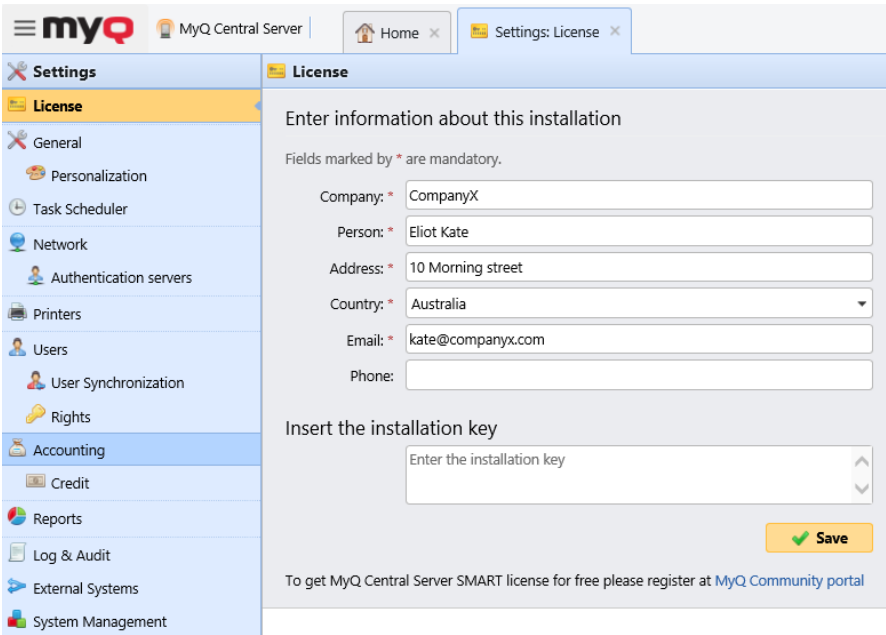 myQ MyQ Central Server Home × Settings: License ×
Settings
License
General
Personalization
Task Scheduler
Network
Authentication servers
Printers
Users
User Synchronization
Rights
Accounting
Credit
Reports
Log & Audit
External Systems
System Management
License
Enter information about this installation
Fields marked by * are mandatory.
Company: * CompanyX
Person: * Eliot Kate
Address: * 10 Morning street
Country: * Australia
Email: * kate@companyx.com
Phone:
Insert the installation key
Enter the installation key
Save
To get MyQ Central Server SMART license for free please register at MyQ Community portal